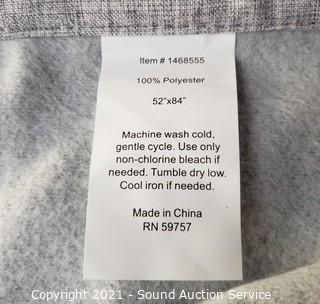 Item # 1468555
100% Polyester
52"x84"
Machine wash cold,
gentle cycle. Use only
non-chlorine bleach if
needed. Tumble dry low.
Cool iron if needed.
Made in China
RN 59757
Copyright 2021 - Sound Auction Service